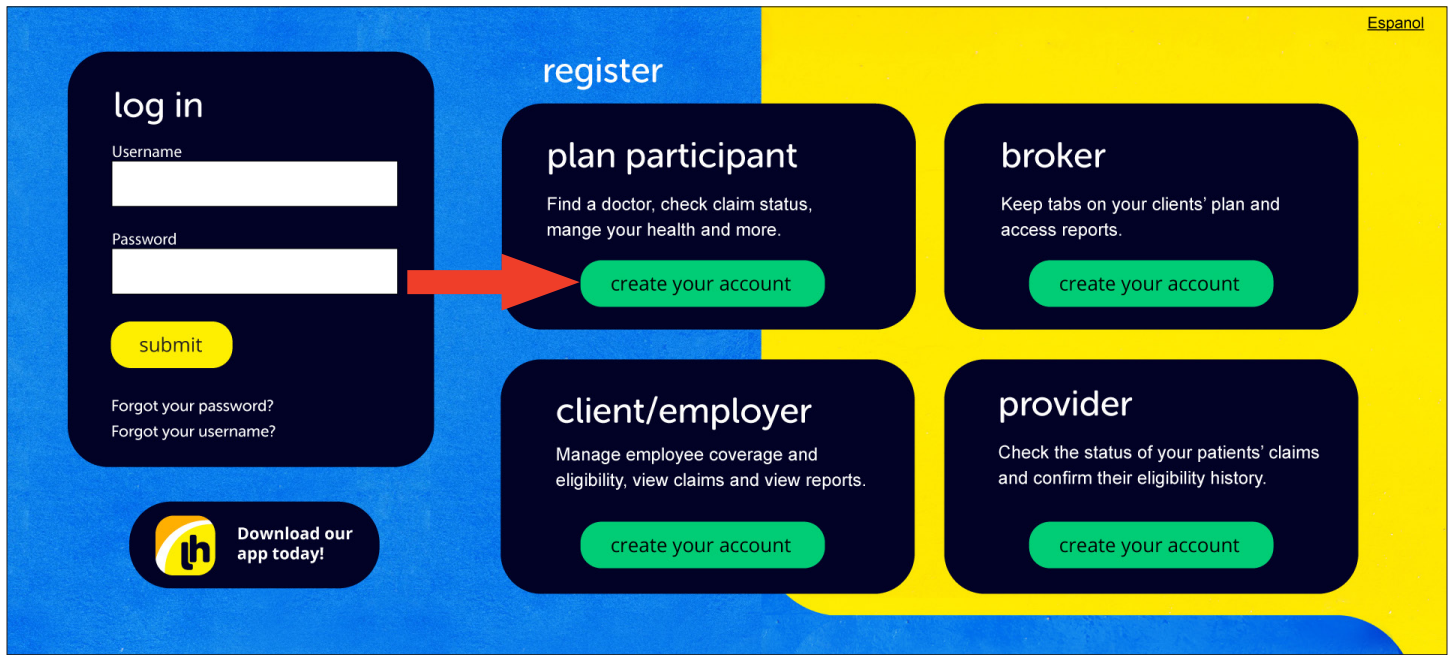 Espanol
log in
Username
Password
submit
Forgot your password?
Forgot your username?
lh
Download our
app today!
register
plan participant
Find a doctor, check claim status,
mange your health and more.
create your account
broker
Keep tabs on your clients’ plan and
access reports.
create your account
client/employer
Manage employee coverage and
eligibility, view claims and view reports.
create your account
provider
Check the status of your patients’ claims
and confirm their eligibility history.
create your account